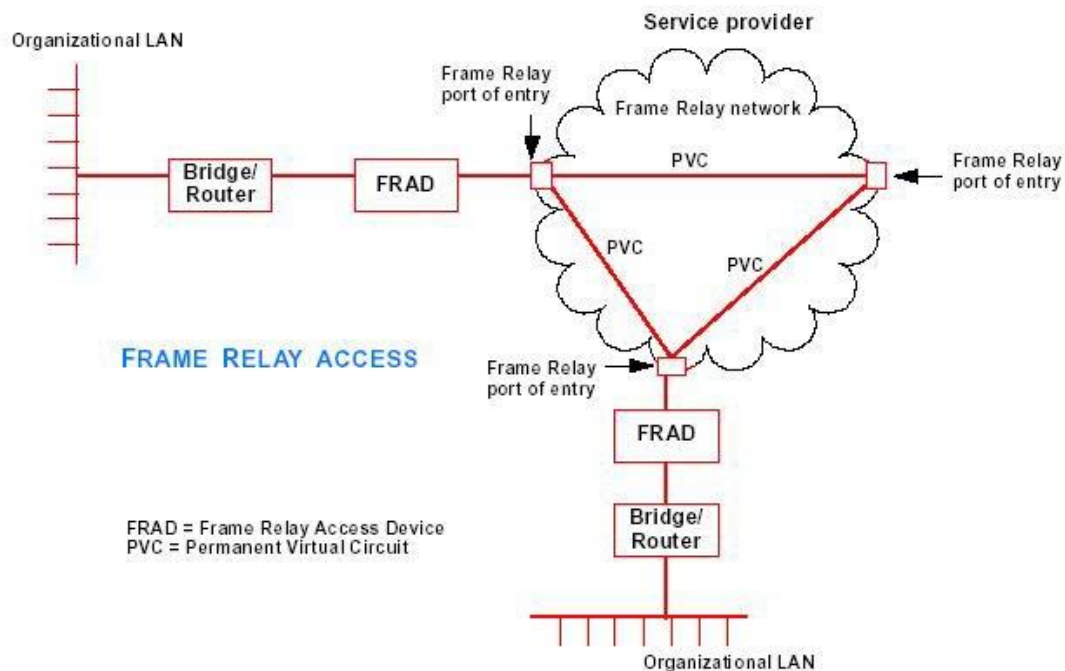 Service provider
Organizational LAN
Frame Relay
port of entry
Frame Relay network
PVC
Frame Relay
port of entry
Bridge/
Router
FRAD
PVC
PVC
FRAME RELAY ACCESS
Frame Relay
port of entry
FRAD
Bridge/
Router
FRAD = Frame Relay Access Device
PVC = Permanent Virtual Circuit
Organizational LAN